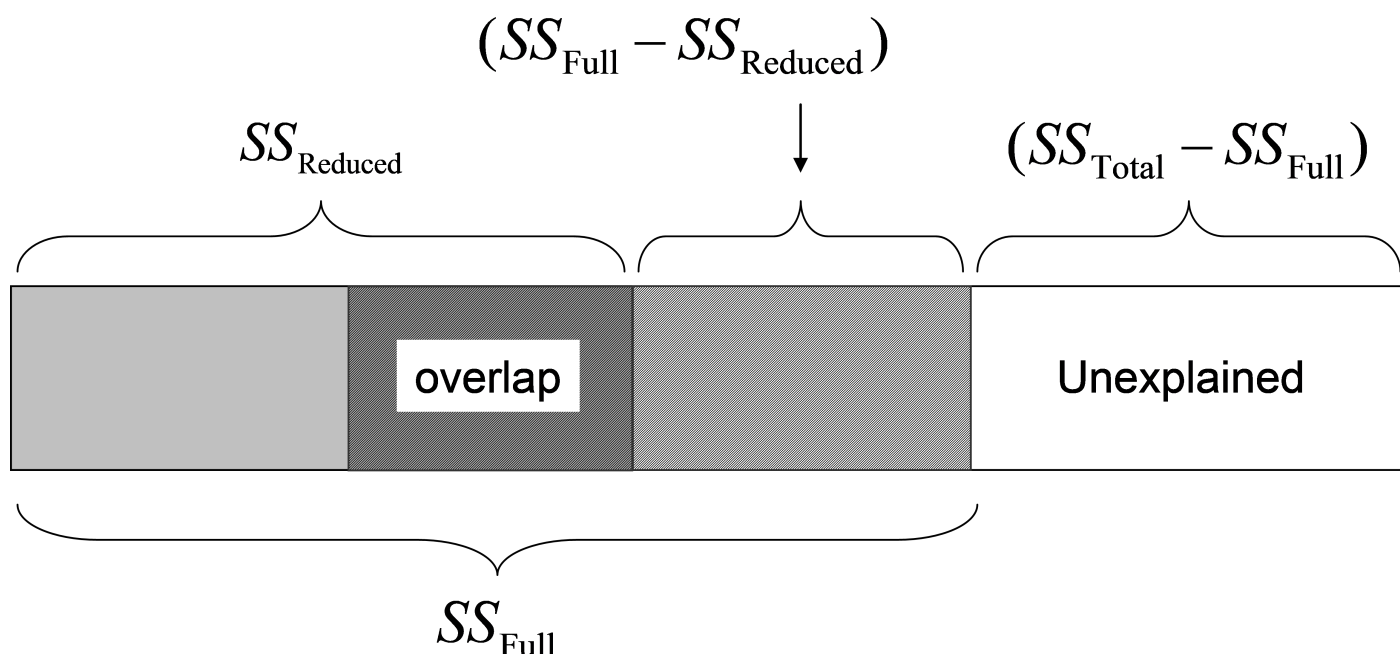 (SS_Full − SS_Reduced)
SS_Reduced
(SS_Total − SS_Full)
overlap
Unexplained
SS_Full